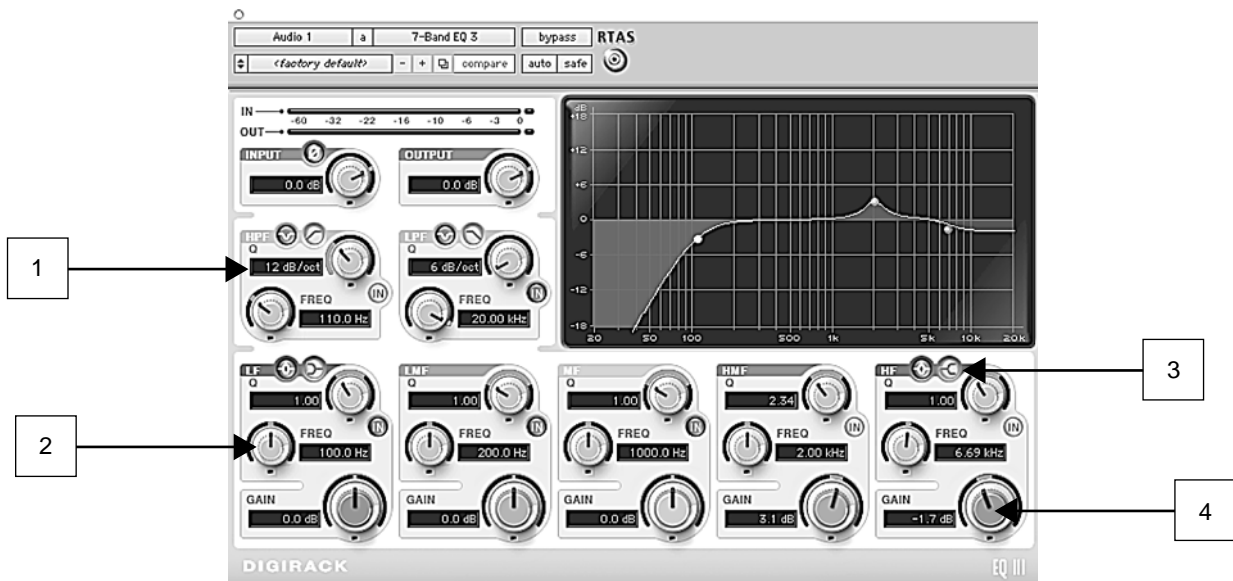 Audio 1 a 7-Band EQ 3 bypass RTAS
<factory default> - + compare auto safe
IN
-60 -32 -22 -16 -10 -6 -3 0
OUT
INPUT
0.0 dB
OUTPUT
0.0 dB
HPF
Q
12 dB/oct
FREQ
110.0 Hz
IN
LPF
Q
6 dB/oct
FREQ
20.00 kHz
IN
dB
+18
+12
+6
0
-6
-12
-18
20 50 100 500 1k 5k 10k 20k
1
LF
Q
1.00
IN
FREQ
100.0 Hz
GAIN
0.0 dB
LMF
Q
1.00
IN
FREQ
200.0 Hz
GAIN
0.0 dB
MF
Q
1.00
IN
FREQ
1000.0 Hz
GAIN
0.0 dB
HMF
Q
2.34
IN
FREQ
2.00 kHz
GAIN
3.1 dB
HF
Q
1.00
IN
FREQ
6.69 kHz
GAIN
-1.7 dB
3
2
4
DIGIRACK
EQ III